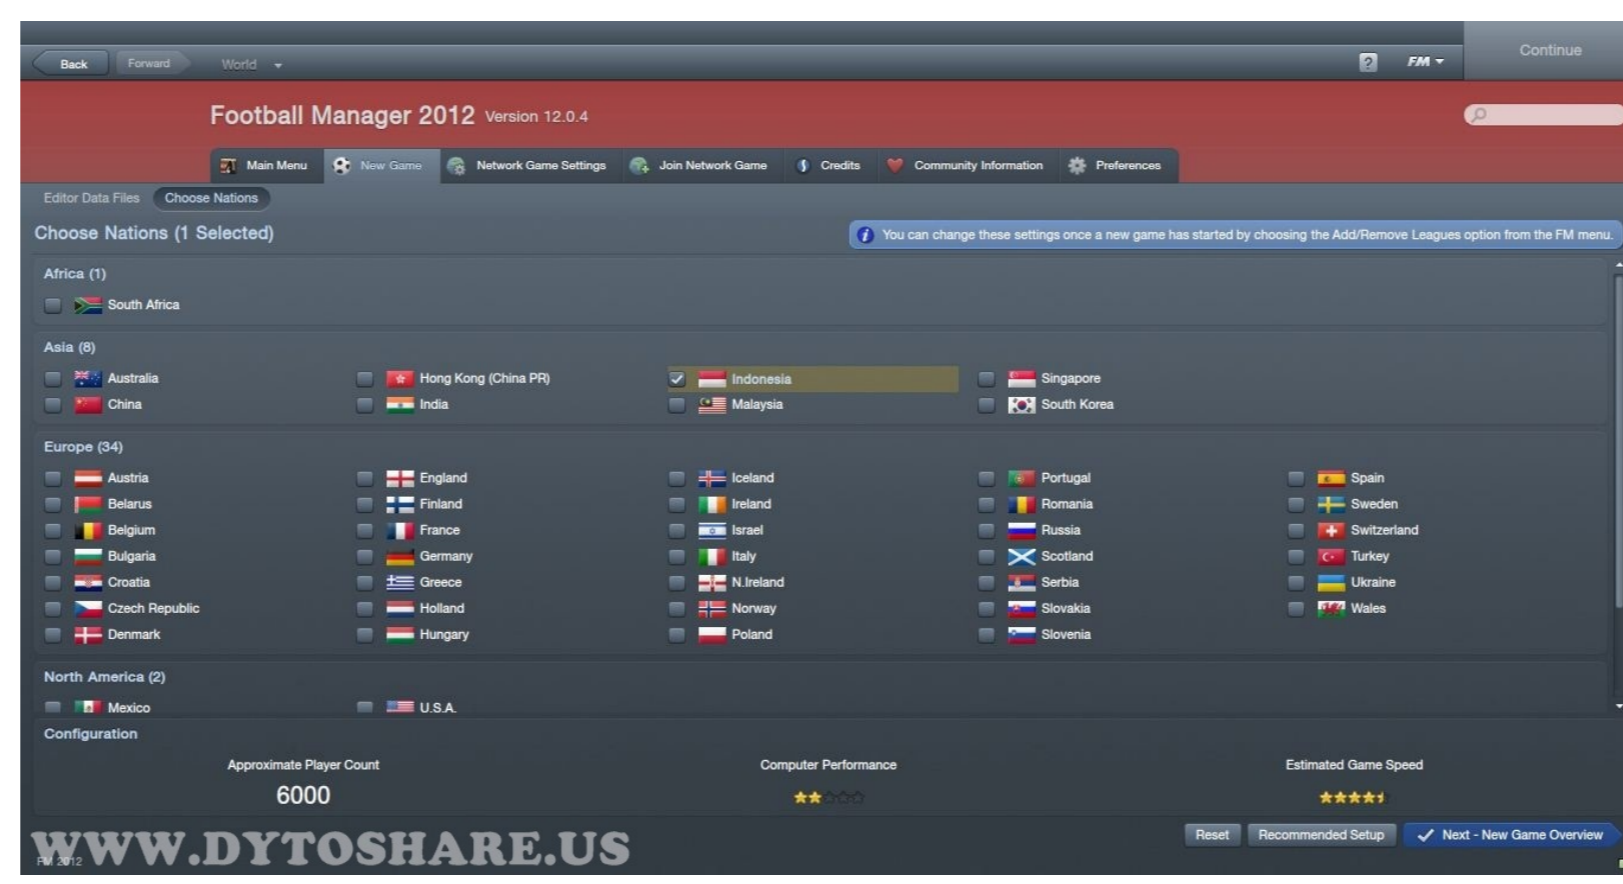 Continue
Back Forward World ? FM
Football Manager 2012 Version 12.0.4
Main Menu New Game Network Game Settings Join Network Game Credits Community Information Preferences
Editor Data Files Choose Nations
Choose Nations (1 Selected) i You can change these settings once a new game has started by choosing the Add/Remove Leagues option from the FM menu.
Africa (1)
South Africa
Asia (8)
Australia Hong Kong (China PR) Indonesia Singapore
China India Malaysia South Korea
Europe (34)
Austria England Iceland Portugal Spain
Belarus Finland Ireland Romania Sweden
Belgium France Israel Russia Switzerland
Bulgaria Germany Italy Scotland Turkey
Croatia Greece N.Ireland Serbia Ukraine
Czech Republic Holland Norway Slovakia Wales
Denmark Hungary Poland Slovenia
North America (2)
Mexico U.S.A.
Configuration
Approximate Player Count Computer Performance Estimated Game Speed
6000
Reset Recommended Setup Next - New Game Overview
WWW.DYTOSHARE.US
FM 2012